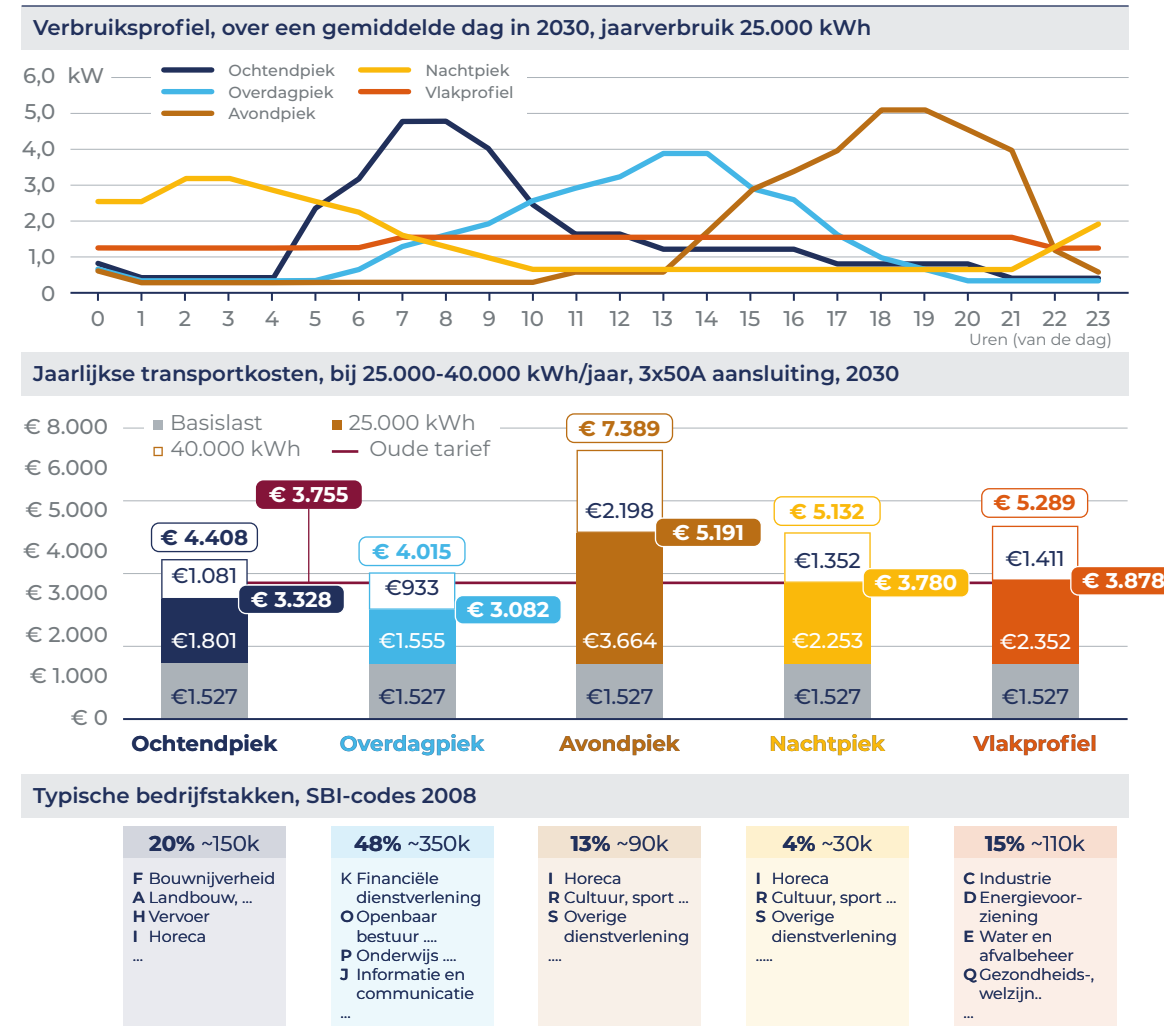 Verbruiksprofiel, over een gemiddelde dag in 2030, jaarverbruik 25.000 kWh
6,0 kW
5,0
4,0
3,0
2,0
1,0
0
Ochtendpiek
Nachtpiek
Overdagpiek
Vlakprofiel
Avondpiek
0 1 2 3 4 5 6 7 8 9 10 11 12 13 14 15 16 17 18 19 20 21 22 23
Uren (van de dag)
Jaarlijkse transportkosten, bij 25.000-40.000 kWh/jaar, 3x50A aansluiting, 2030
€ 8.000
€ 6.000
€ 5.000
€ 4.000
€ 3.000
€ 2.000
€ 1.000
€ 0
Basislast
25.000 kWh
40.000 kWh
Oude tarief
€ 3.755
€ 4.408
€1.081
€ 3.328
€1.801
€1.527
Ochtendpiek
€ 4.015
€933
€ 3.082
€1.555
€1.527
Overdagpiek
€ 7.389
€2.198
€ 5.191
€3.664
€1.527
Avondpiek
€ 5.132
€1.352
€ 3.780
€2.253
€1.527
Nachtpiek
€ 5.289
€1.411
€ 3.878
€2.352
€1.527
Vlakprofiel
Typische bedrijfstakken, SBI-codes 2008
20% ~150k
F Bouwnijverheid
A Landbouw, ...
H Vervoer
I Horeca
...
48% ~350k
K Financiële
dienstverlening
O Openbaar
bestuur ....
P Onderwijs ....
J Informatie en
communicatie
...
13% ~90k
I Horeca
R Cultuur, sport ...
S Overige
dienstverlening
....
4% ~30k
I Horeca
R Cultuur, sport ...
S Overige
dienstverlening
.....
15% ~110k
C Industrie
D Energievoor-
ziening
E Water en
afvalbeheer
Q Gezondheids-,
welzijn..
...